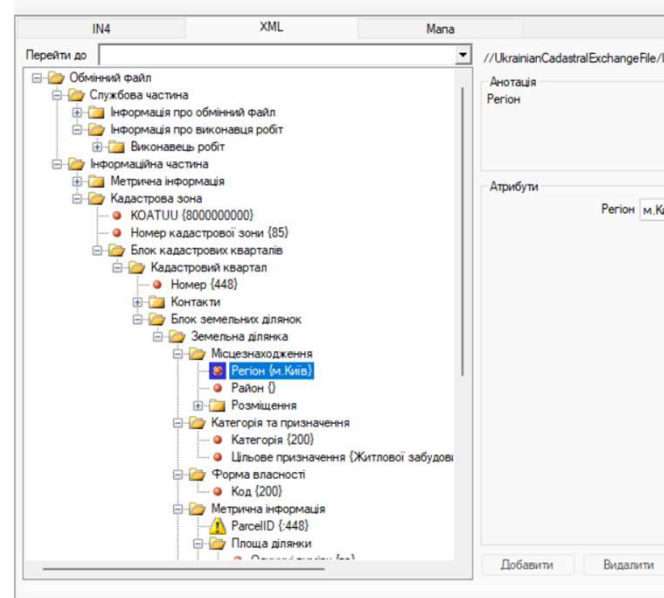 IN4 XML Мапа
Перейти до
//UkrainianCadastralExchangeFile/
Обмінний файл
Службова частина
Інформація про обмінний файл
Інформація про виконавця робіт
Виконавець робіт
Інформаційна частина
Метрична інформація
Кадастрова зона
KOATUU {8000000000}
Номер кадастрової зони {85}
Блок кадастрових кварталів
Кадастровий квартал
Номер {448}
Контакти
Блок земельних ділянок
Земельна ділянка
Місцезнаходження
Регіон {м.Київ}
Район {}
Розміщення
Категорія та призначення
Категорія {200}
Цільове призначення {Житлової забудови
Форма власності
Код {200}
Метрична інформація
ParcelID {:448}
Площа ділянки
Анотація
Регіон
Атрибути
Регіон м.Ки
Добавити Видалити